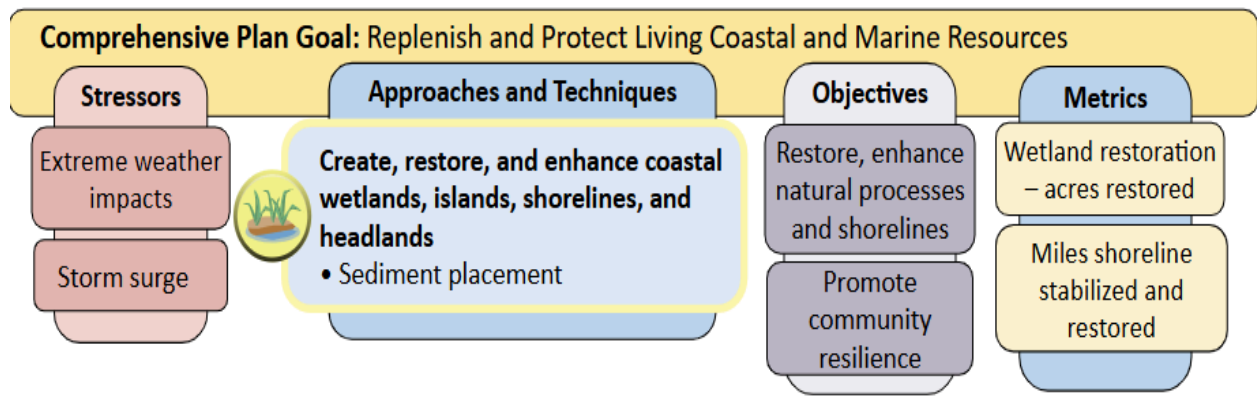 Comprehensive Plan Goal: Replenish and Protect Living Coastal and Marine Resources
Stressors
Extreme weather
impacts
Storm surge
Approaches and Techniques
Create, restore, and enhance coastal
wetlands, islands, shorelines, and
headlands
• Sediment placement
Objectives
Restore, enhance
natural processes
and shorelines
Promote
community
resilience
Metrics
Wetland restoration
– acres restored
Miles shoreline
stabilized and
restored